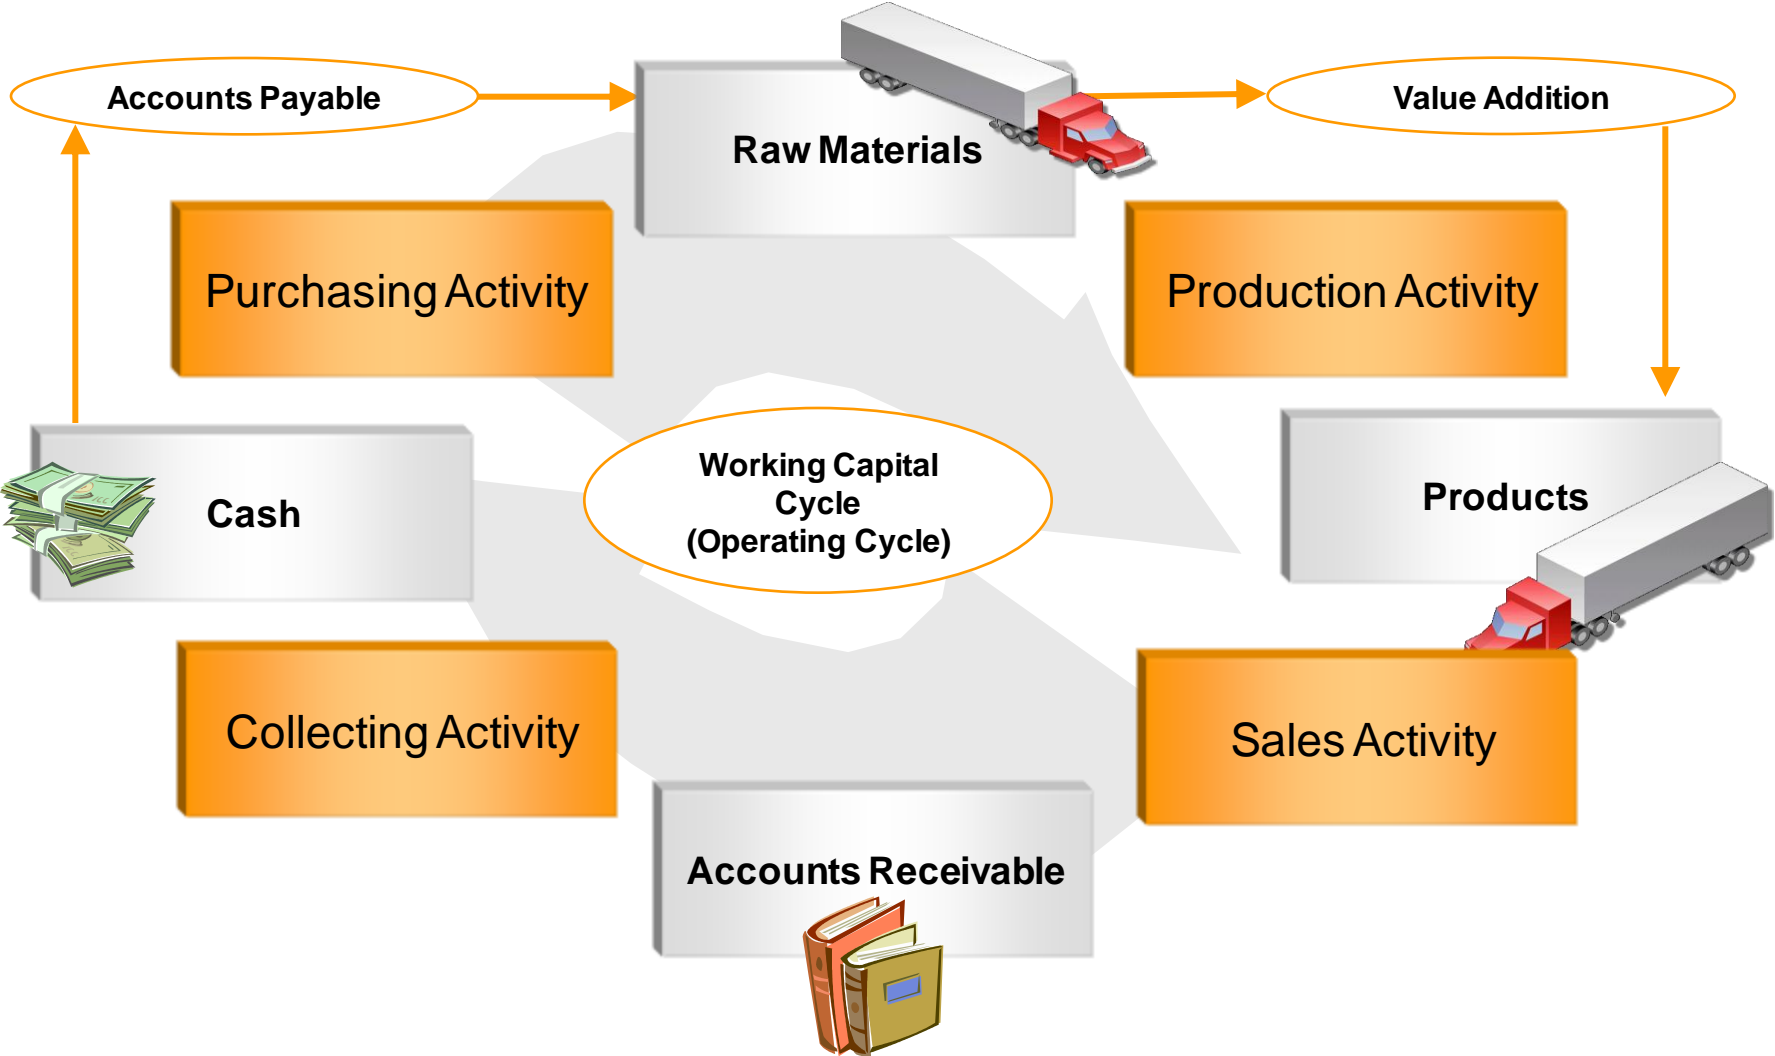 Accounts Payable
Value Addition
Raw Materials
Purchasing Activity
Production Activity
Working Capital
Cycle
(Operating Cycle)
Cash
Products
Collecting Activity
Sales Activity
Accounts Receivable